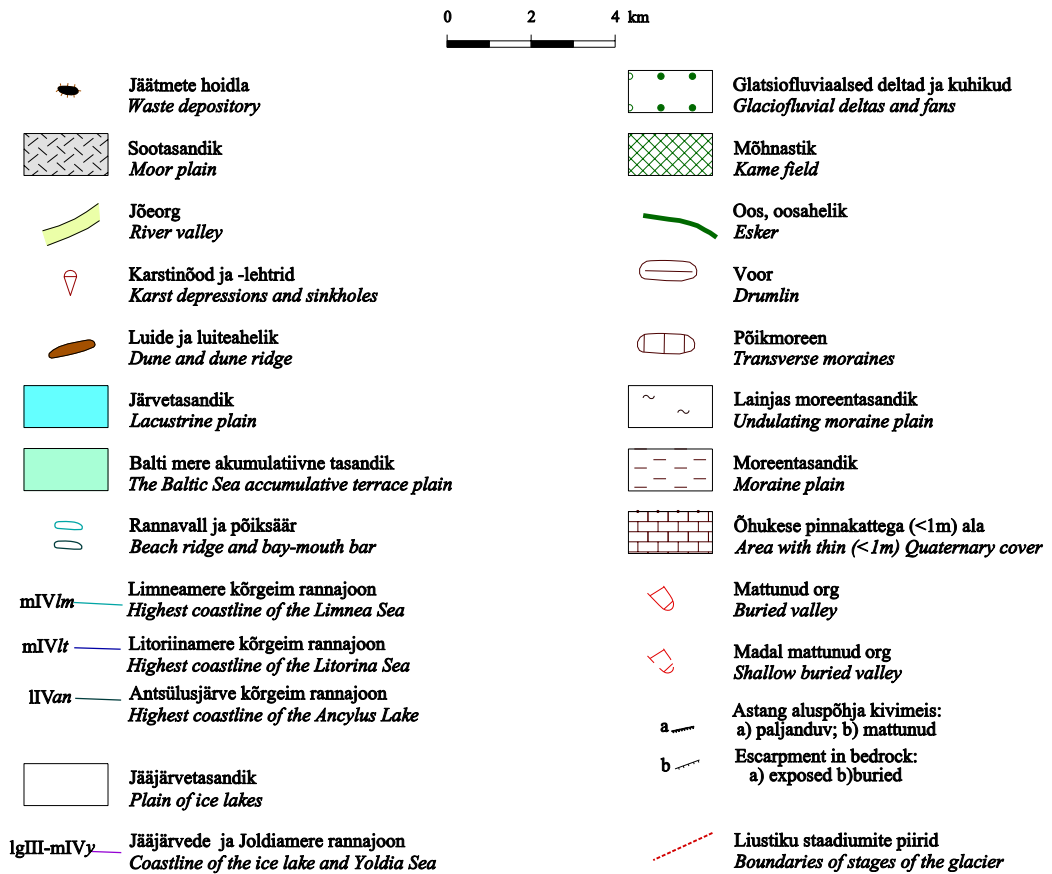 0 2 4 km
Jäätmete hoidla
Waste depository
Sootasandik
Moor plain
Jõeorg
River valley
Karstinõod ja -lehtrid
Karst depressions and sinkholes
Luide ja luiteahelik
Dune and dune ridge
Järvetasandik
Lacustrine plain
Balti mere akumulatiivne tasandik
The Baltic Sea accumulative terrace plain
Rannavall ja põiksäär
Beach ridge and bay-mouth bar
mIVlm
Limneamere kõrgeim rannajoon
Highest coastline of the Limnea Sea
mIVlt
Litoriinamere kõrgeim rannajoon
Highest coastline of the Litorina Sea
lIVan
Antsülusjärve kõrgeim rannajoon
Highest coastline of the Ancylus Lake
Jääjärvetasandik
Plain of ice lakes
lgIII-mIVy
Jääjärvede ja Joldiamere rannajoon
Coastline of the ice lake and Yoldia Sea
Glatsiofluviaalsed deltad ja kuhikud
Glaciofluvial deltas and fans
Mõhnastik
Kame field
Oos, oosahelik
Esker
Voor
Drumlin
Põikmoreen
Transverse moraines
Lainjas moreentasandik
Undulating moraine plain
Moreentasandik
Moraine plain
Õhukese pinnakattega (<1m) ala
Area with thin (<1m) Quaternary cover
Mattunud org
Buried valley
Madal mattunud org
Shallow buried valley
Astang aluspõhja kivimeis:
a
a) paljanduv; b) mattunud
b
Escarpment in bedrock:
a) exposed b)buried
Liustiku staadiumite piirid
Boundaries of stages of the glacier